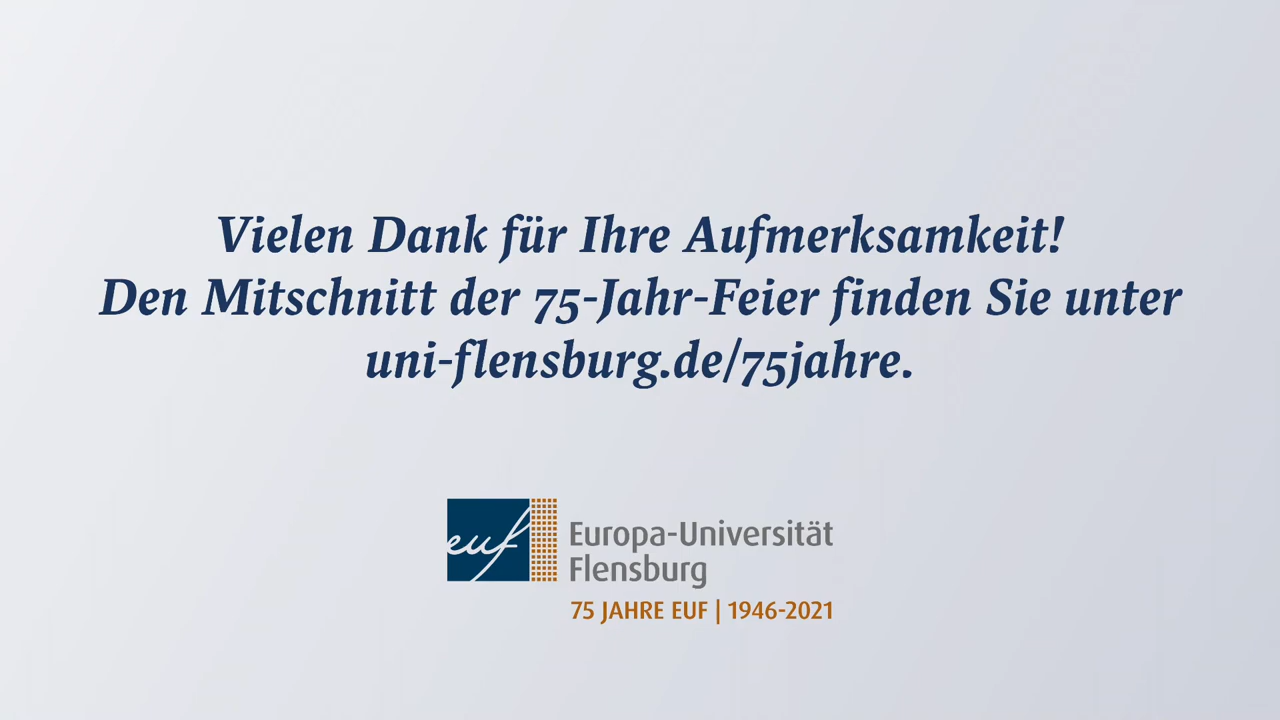 Vielen Dank für Ihre Aufmerksamkeit!
Den Mitschnitt der 75-Jahr-Feier finden Sie unter
uni-flensburg.de/75jahre.
euf
Europa-Universität
Flensburg
75 JAHRE EUF | 1946-2021